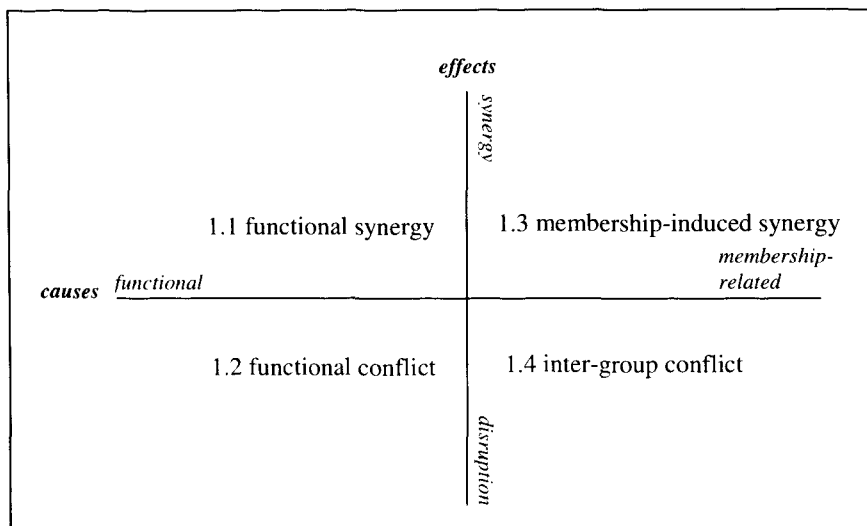 effects
synergy
1.1 functional synergy
1.3 membership-induced synergy
membership-
related
causes functional
1.2 functional conflict
1.4 inter-group conflict
disruption